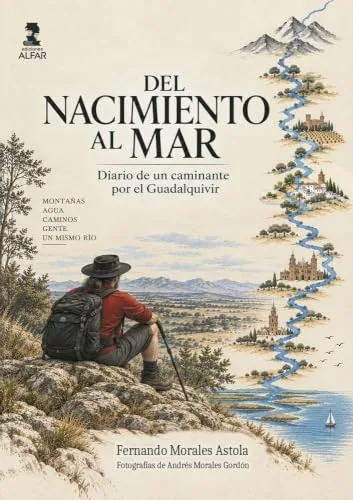 ediciones
ALFAR
DEL
NACIMIENTO
AL MAR
Diario de un caminante
por el Guadalquivir
MONTAÑAS
AGUA
CAMINOS
GENTE
UN MISMO RÍO
Fernando Morales Astola
Fotografías de Andrés Morales Gordón